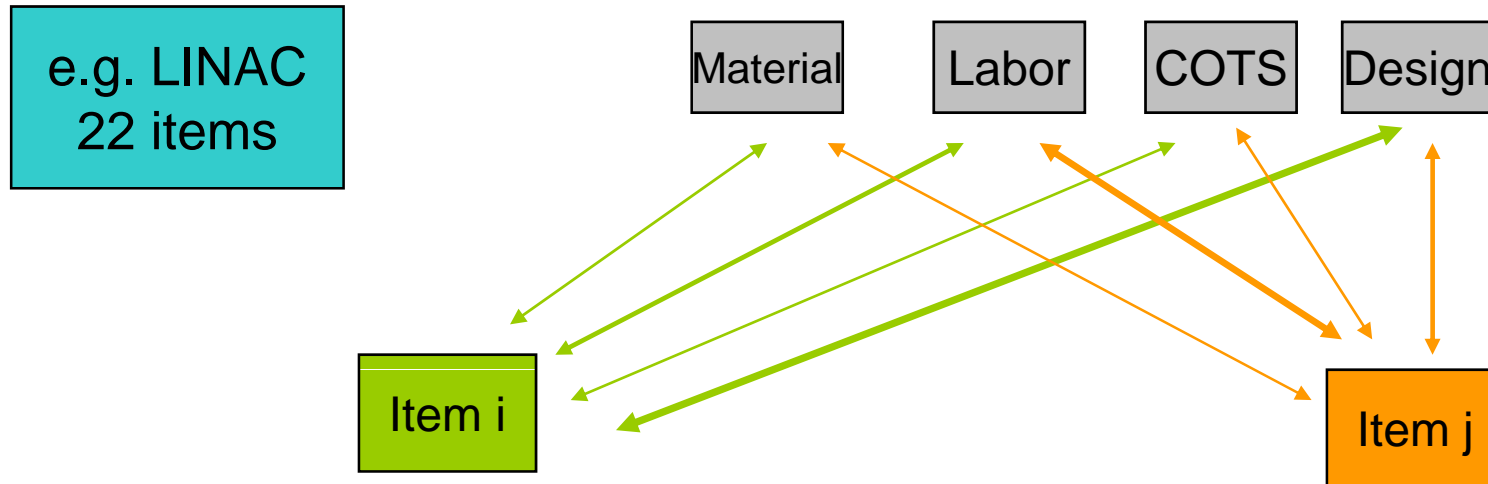 e.g. LINAC
22 items
Material
Labor
COTS
Design
Item i
Item j